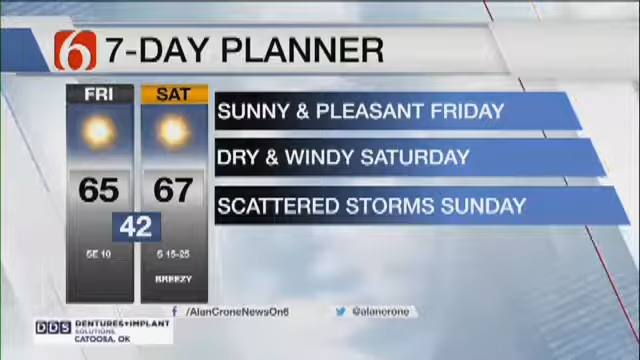 6 7-DAY PLANNER
FRI SAT
SUNNY & PLEASANT FRIDAY
DRY & WINDY SATURDAY
65 67
SCATTERED STORMS SUNDAY
42
SE 10 S 15-25
BREEZY
f /AlanCroneNewsOn6 @alancrone
DDS DENTURES+IMPLANT
SOLUTIONS
CATOOSA, OK